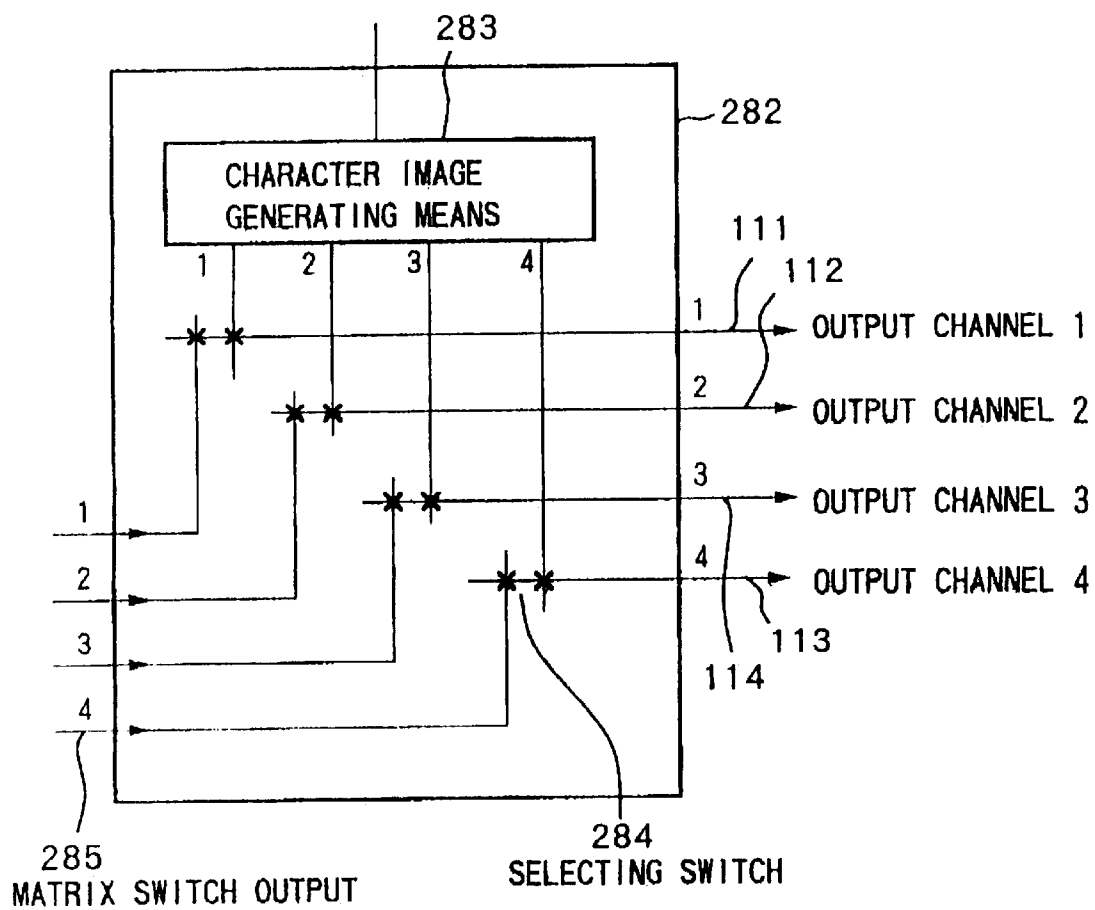 283
282
CHARACTER IMAGE
GENERATING MEANS
1 2 3 4
111
112
1 OUTPUT CHANNEL 1
2 OUTPUT CHANNEL 2
3 OUTPUT CHANNEL 3
4 OUTPUT CHANNEL 4
1
2
3
4
113
114
284
SELECTING SWITCH
285
MATRIX SWITCH OUTPUT